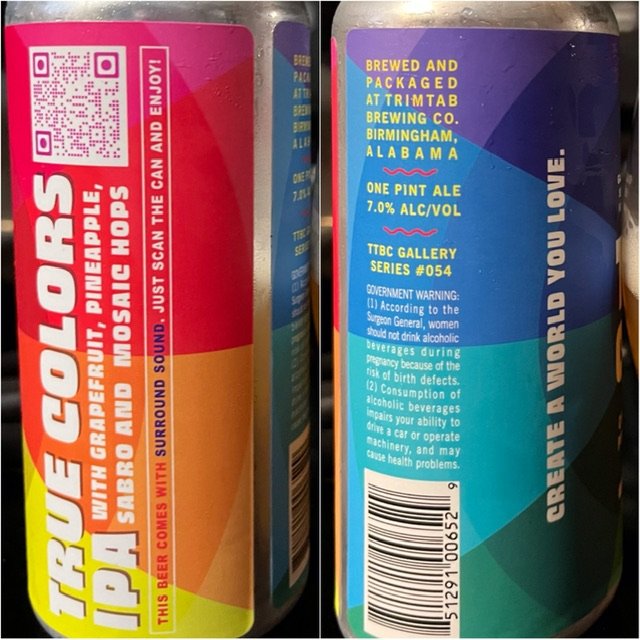 TRUE COLORS
IPA WITH GRAPEFRUIT, PINEAPPLE,
SABRO AND MOSAIC HOPS
THIS BEER COMES WITH SURROUND SOUND, JUST SCAN THE CAN AND ENJOY!
BREWED AND
PACKAGED
AT TRIMTAB
BREWING CO.
BIRMINGHAM,
ALABAMA
ONE PINT ALE
7.0% ALC/VOL
TTBC GALLERY
SERIES #054
GOVERNMENT WARNING:
(1) According to the
Surgeon General, women
should not drink alcoholic
beverages during
pregnancy because of the
risk of birth defects.
(2) Consumption of
alcoholic beverages
impairs your ability to
drive a car or operate
machinery, and may
cause health problems.
51291 00652 9
CREATE A WORLD YOU LOVE.